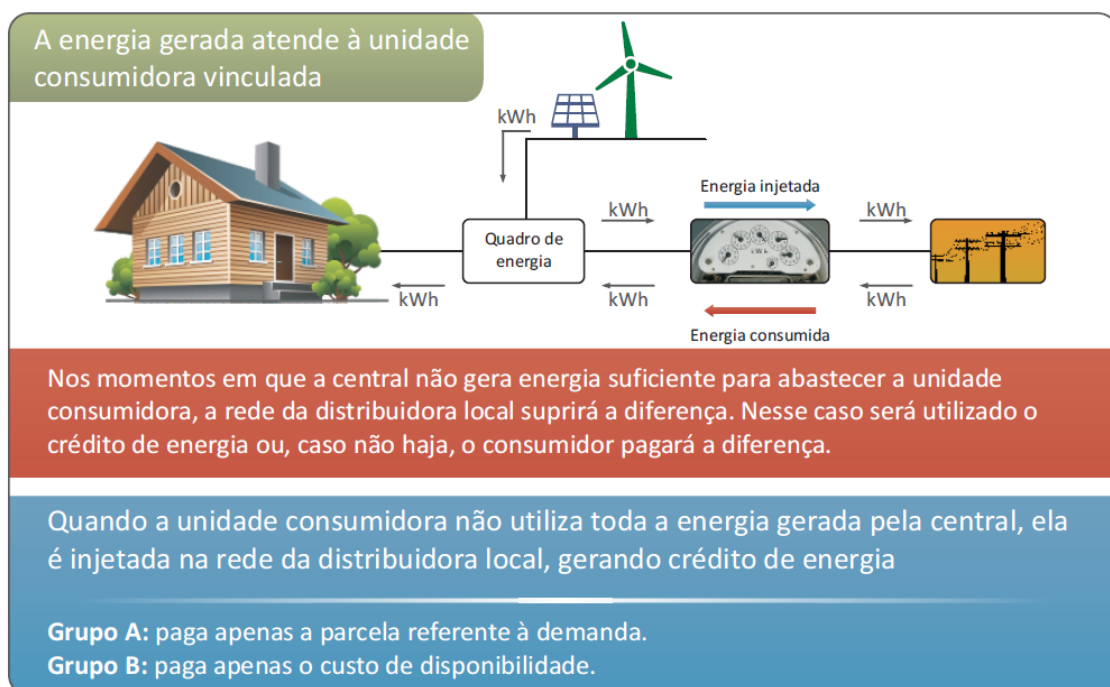 A energia gerada atende à unidade
consumidora vinculada
kWh
Energia injetada
kWh
kWh
Quadro de
energia
kWh
kWh
kWh
kWh
Energia consumida
Nos momentos em que a central não gera energia suficiente para abastecer a unidade
consumidora, a rede da distribuidora local suprirá a diferença. Nesse caso será utilizado o
crédito de energia ou, caso não haja, o consumidor pagará a diferença.
Quando a unidade consumidora não utiliza toda a energia gerada pela central, ela
é injetada na rede da distribuidora local, gerando crédito de energia
Grupo A: paga apenas a parcela referente à demanda.
Grupo B: paga apenas o custo de disponibilidade.